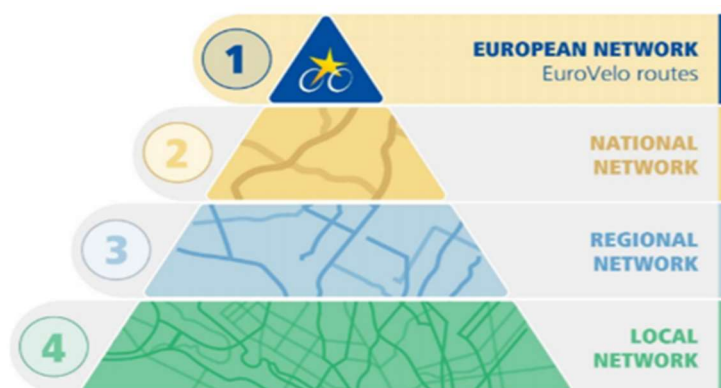 1
EUROPEAN NETWORK
EuroVelo routes
2
NATIONAL
NETWORK
3
REGIONAL
NETWORK
4
LOCAL
NETWORK